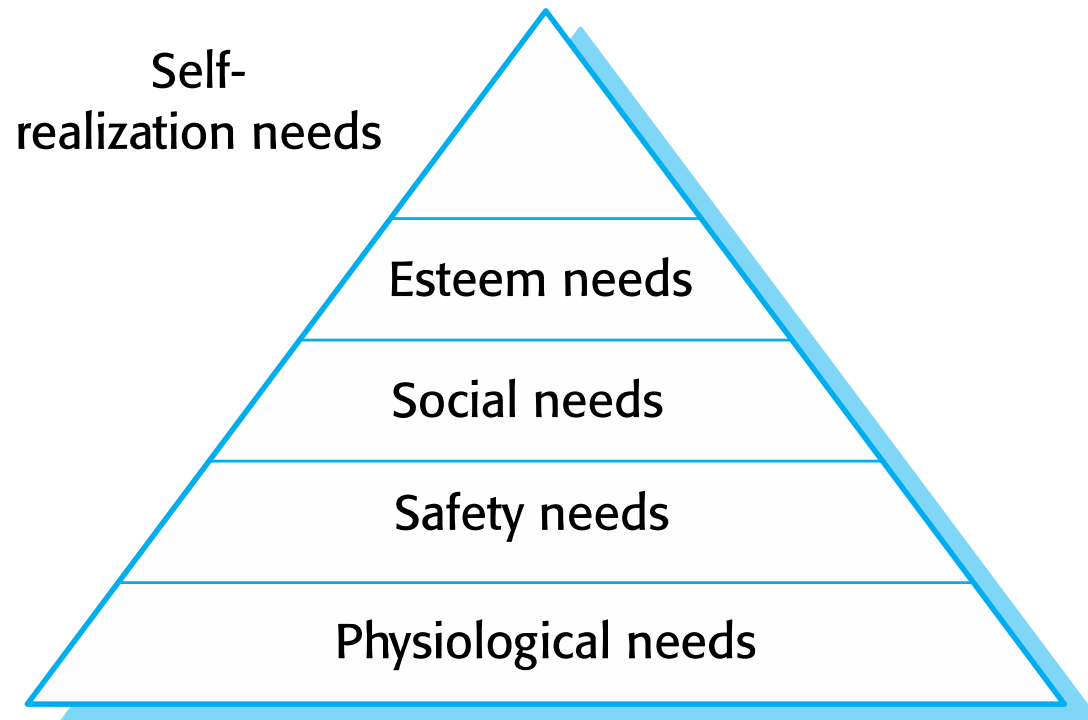 Self-
realization needs
Esteem needs
Social needs
Safety needs
Physiological needs